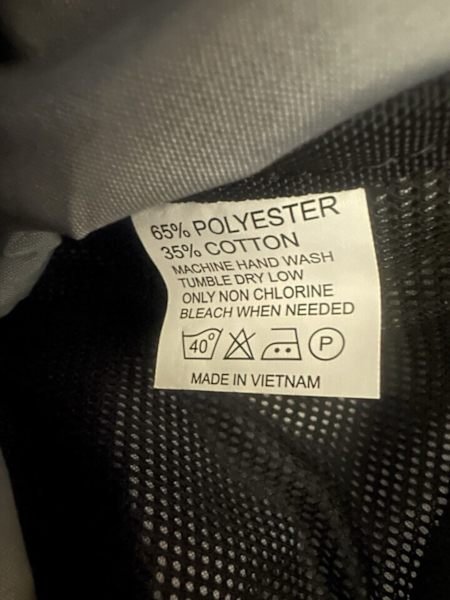 65% POLYESTER
35% COTTON
MACHINE HAND WASH
TUMBLE DRY LOW
ONLY NON CHLORINE
BLEACH WHEN NEEDED
40° P
MADE IN VIETNAM